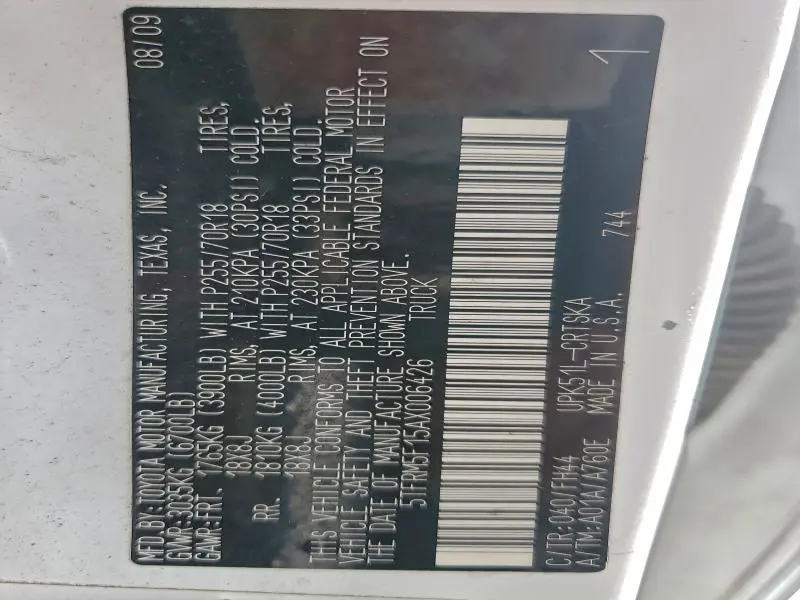 MFD.BY:TOYOTA MOTOR MANUFACTURING, TEXAS, INC. 08/09
GVWR:3035KG (6700LB)
GAWR:FRT. 1765KG (3900LB) WITH P255/70R18 TIRES,
18X8J RIMS, AT 210KPA (30PSI) COLD.
RR. 1810KG (4000LB) WITH P255/70R18 TIRES,
18X8J RIMS, AT 230KPA (33PSI) COLD.
THIS VEHICLE CONFORMS TO ALL APPLICABLE FEDERAL MOTOR
VEHICLE SAFETY AND THEFT PREVENTION STANDARDS IN EFFECT ON
THE DATE OF MANUFACTURE SHOWN ABOVE.
5TFRM5F15AX006426 TRUCK
C/TR:040/FH44 UPK51L-CRTSKA 744
A/TM:A01A/A760E MADE IN U.S.A. 1